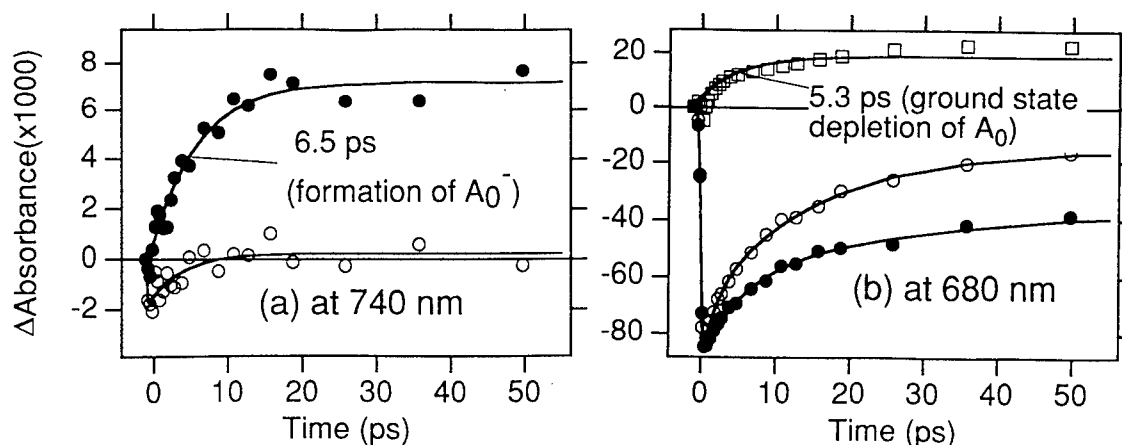 ΔAbsorbance(x1000)
8
6
4
2
0
-2
6.5 ps
(formation of A₀⁻)
(a) at 740 nm
0 10 20 30 40 50
Time (ps)
20
0
-20
-40
-60
-80
5.3 ps (ground state
depletion of A₀)
(b) at 680 nm
0 10 20 30 40 50
Time (ps)